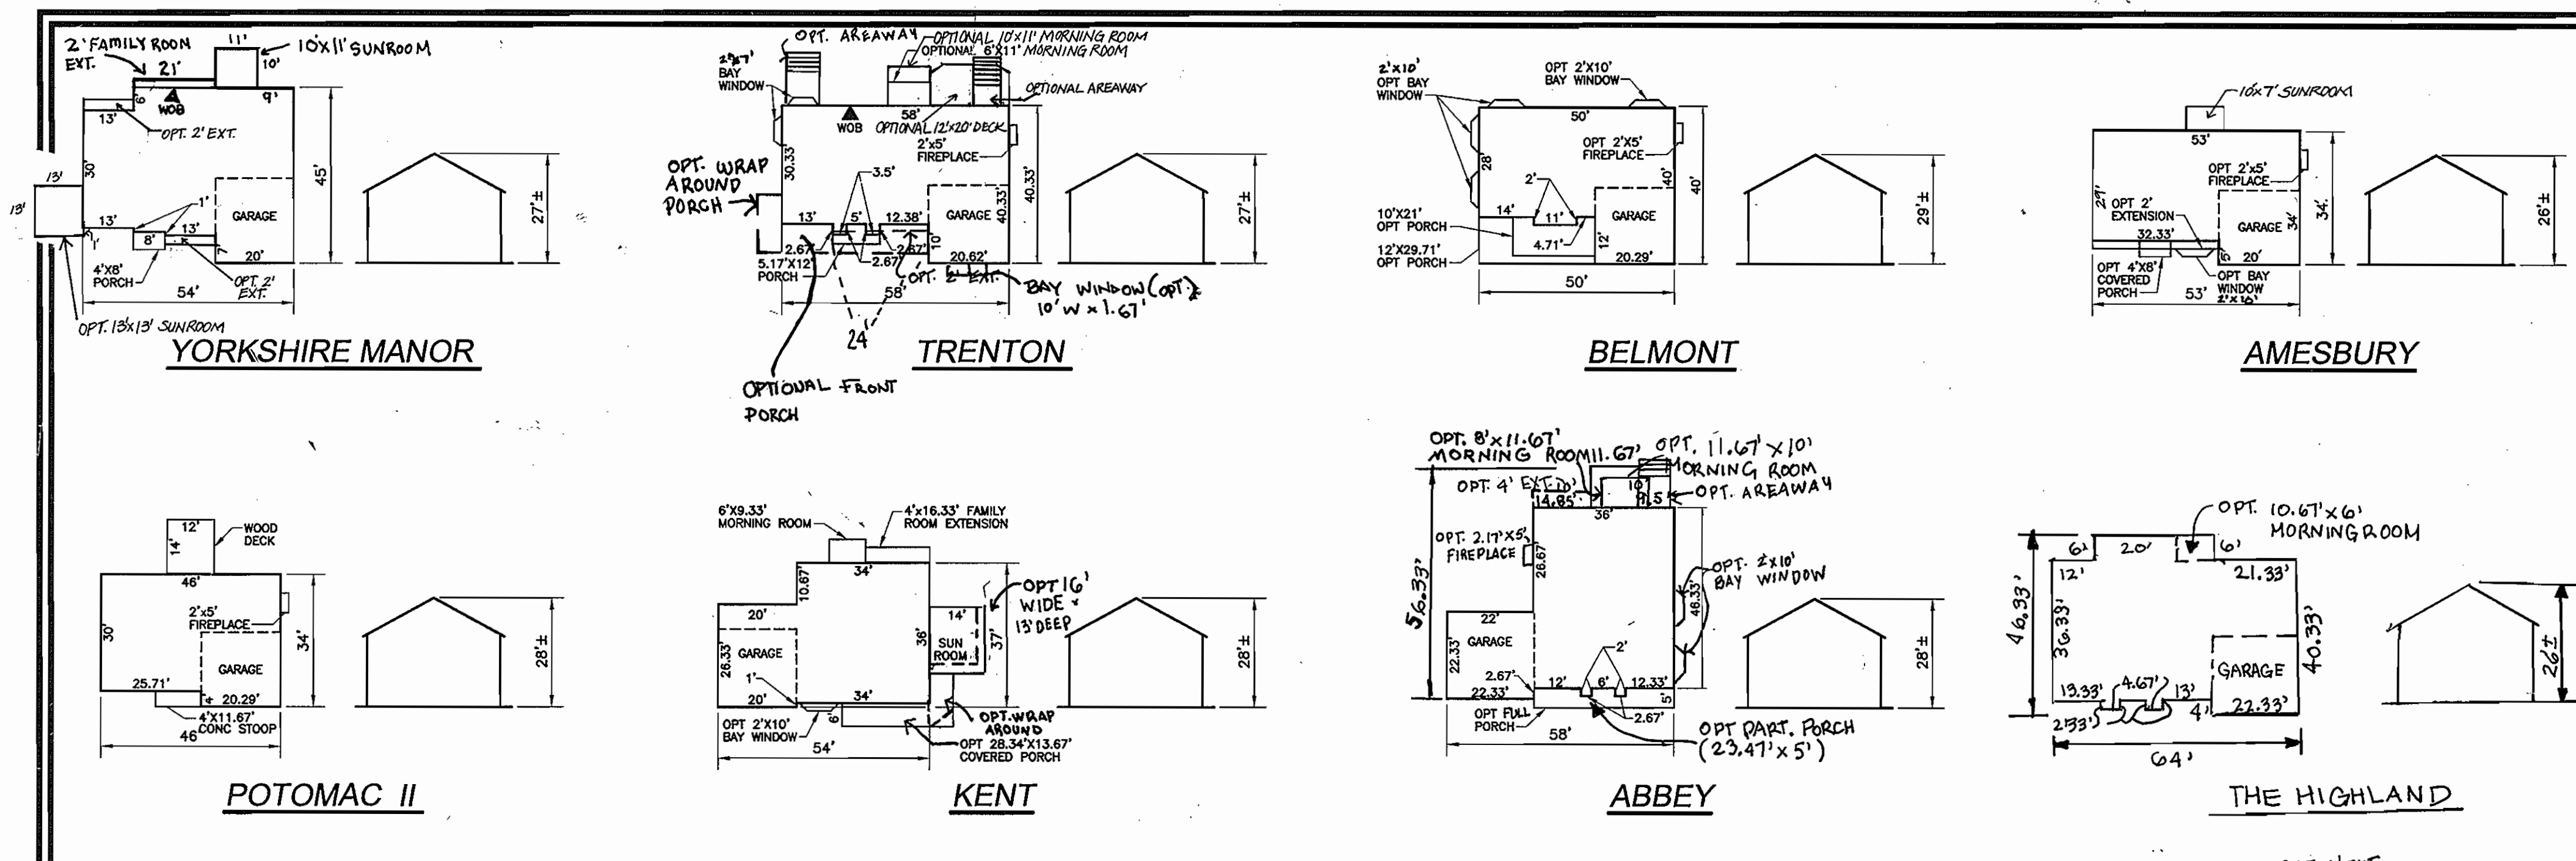 2' FAMILY ROOM
EXT.
21'
11'
10'X11' SUNROOM
10'
6'
WOB
9'
13'
OPT. 2' EXT.
30'
45'
13'
13'
13'
1'
1'
8'
13'
7'
GARAGE
20'
4'X8'
PORCH
OPT. 2'
EXT.
54'
OPT. 13'X13' SUNROOM
27'±
YORKSHIRE MANOR
OPT. AREAWAY
OPTIONAL 10'X11' MORNING ROOM
OPTIONAL 6'X11' MORNING ROOM
BAY
WINDOW
OPTIONAL AREAWAY
58'
WOB
OPTIONAL 12'X20' DECK
2'x5'
FIREPLACE
30.33'
OPT. WRAP
AROUND
PORCH
3.5'
13'
5'
12.38'
GARAGE
40.33'
40.33'
2.67'
2.67'
2.67'
10'
5.17'X12'
PORCH
20.62'
OPT. 2' EXT.
58'
BAY WINDOW (OPT.)
10' W x 1.67'
24
OPTIONAL FRONT
PORCH
27'±
TRENTON
2'X10'
OPT BAY
WINDOW
OPT 2'X10'
BAY WINDOW
50'
OPT 2'X5'
FIREPLACE
28'
40'
40'
2'
14'
11'
GARAGE
10'X21'
OPT PORCH
4.71'
12'
12'X29.71'
OPT PORCH
20.29'
50'
29'±
BELMONT
10'X7' SUNROOM
53'
OPT 2'x5'
FIREPLACE
29'
OPT 2'
EXTENSION
32.33'
GARAGE
34'
34'
5'
20'
OPT 4'X8'
COVERED
PORCH
OPT BAY
WINDOW
2'X10'
53'
26'±
AMESBURY
12'
14'
WOOD
DECK
46'
2'x5'
FIREPLACE
30'
34'
GARAGE
25.71'
4'
20.29'
4'X11.67'
CONC STOOP
46'
28'±
POTOMAC II
6'X9.33'
MORNING ROOM
4'x16.33' FAMILY
ROOM EXTENSION
34'
10.67'
20'
14'
OPT 16'
WIDE x
13' DEEP
SUN
ROOM
36'
37'
GARAGE
26.33'
1'
20'
34'
6'
OPT 2'X10'
BAY WINDOW
OPT. WRAP
AROUND
OPT 28.34'X13.67'
COVERED PORCH
54'
28'±
KENT
OPT. 8'x11.67'
MORNING ROOM
11.67'
OPT. 11.67' X 10'
MORNING ROOM
OPT. 4' EXT.
10'
10'
14.85'
9.5'
OPT. AREAWAY
36'
OPT. 2.17'X5'
FIREPLACE
26.67'
56.33'
OPT. 2'x10'
BAY WINDOW
46.33'
22'
GARAGE
22.33'
2'
2.67'
12'
6'
12.33'
22.33'
5'
OPT FULL
PORCH
2.67'
58'
OPT PART. PORCH
(23.47' x 5')
28'±
ABBEY
OPT. 10.67' X 6'
MORNING ROOM
6'
20'
6'
12'
21.33'
46.33'
36.33'
40.33'
GARAGE
13.33'
4.67'
13'
2.33'
4'
22.33'
64'
26±
THE HIGHLAND